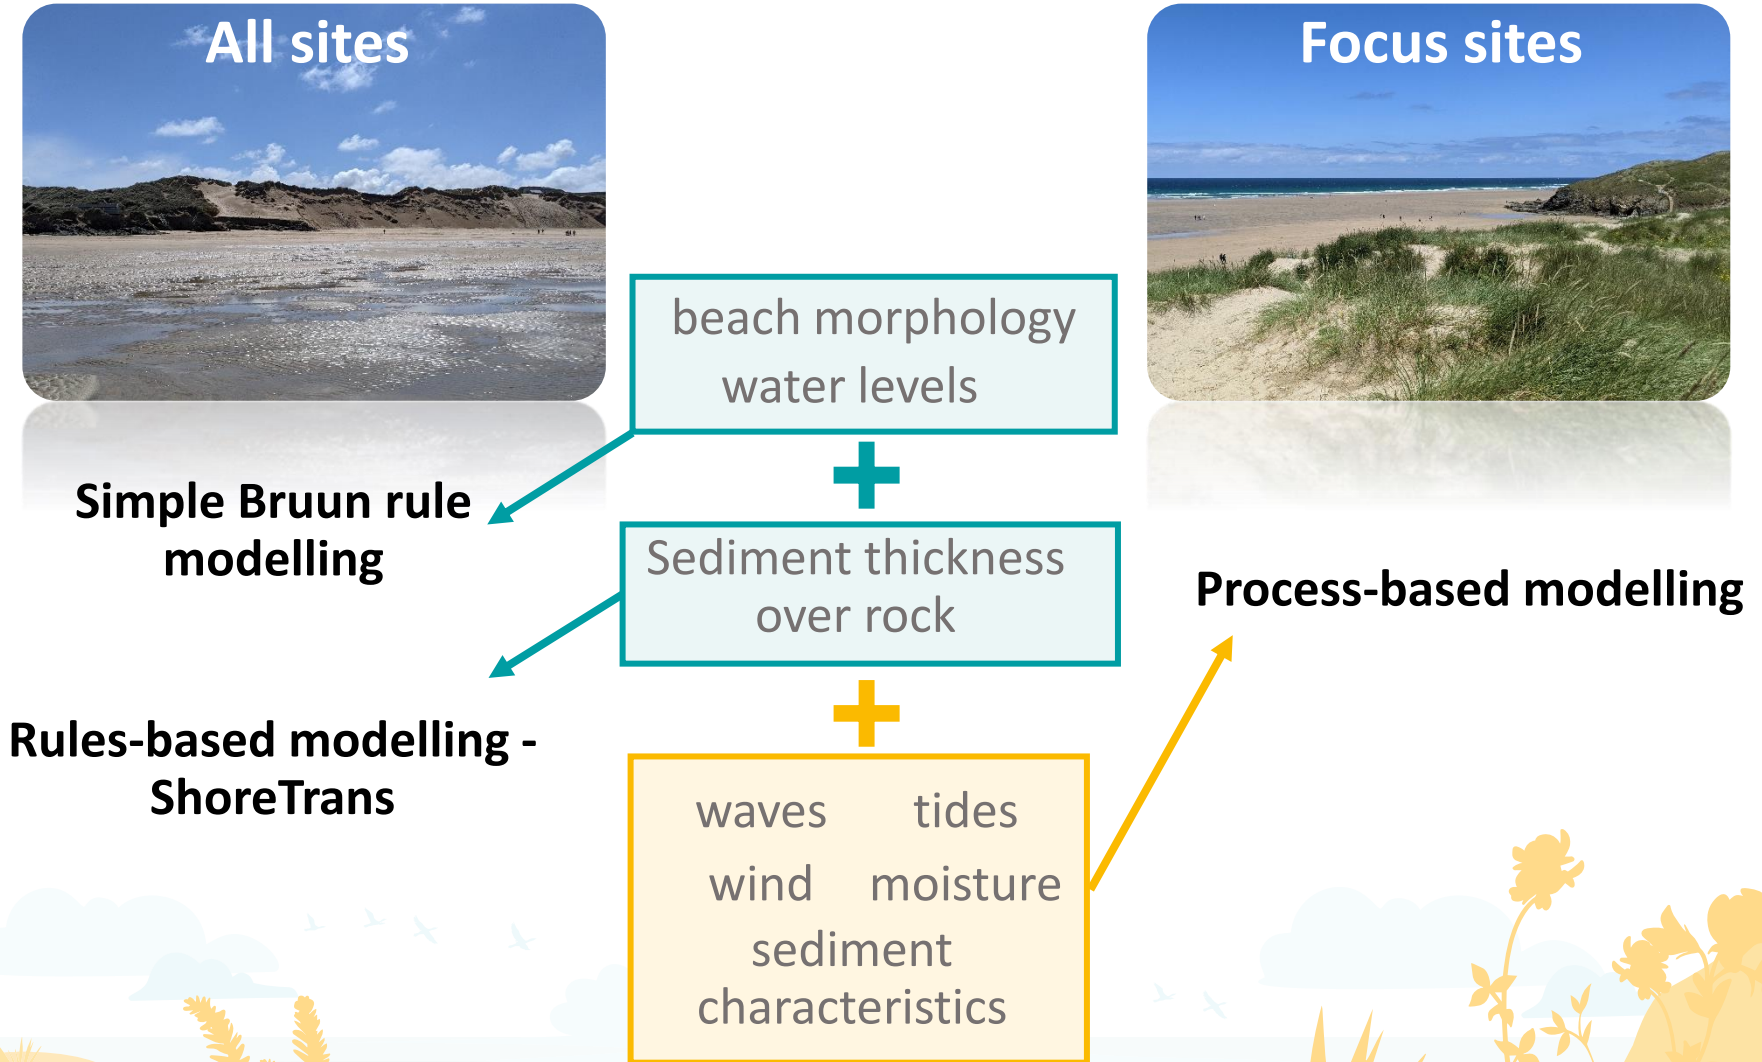 All sites
Focus sites
beach morphology
water levels
Simple Bruun rule
modelling
Sediment thickness
over rock
Process-based modelling
Rules-based modelling -
ShoreTrans
waves tides
wind moisture
sediment
characteristics